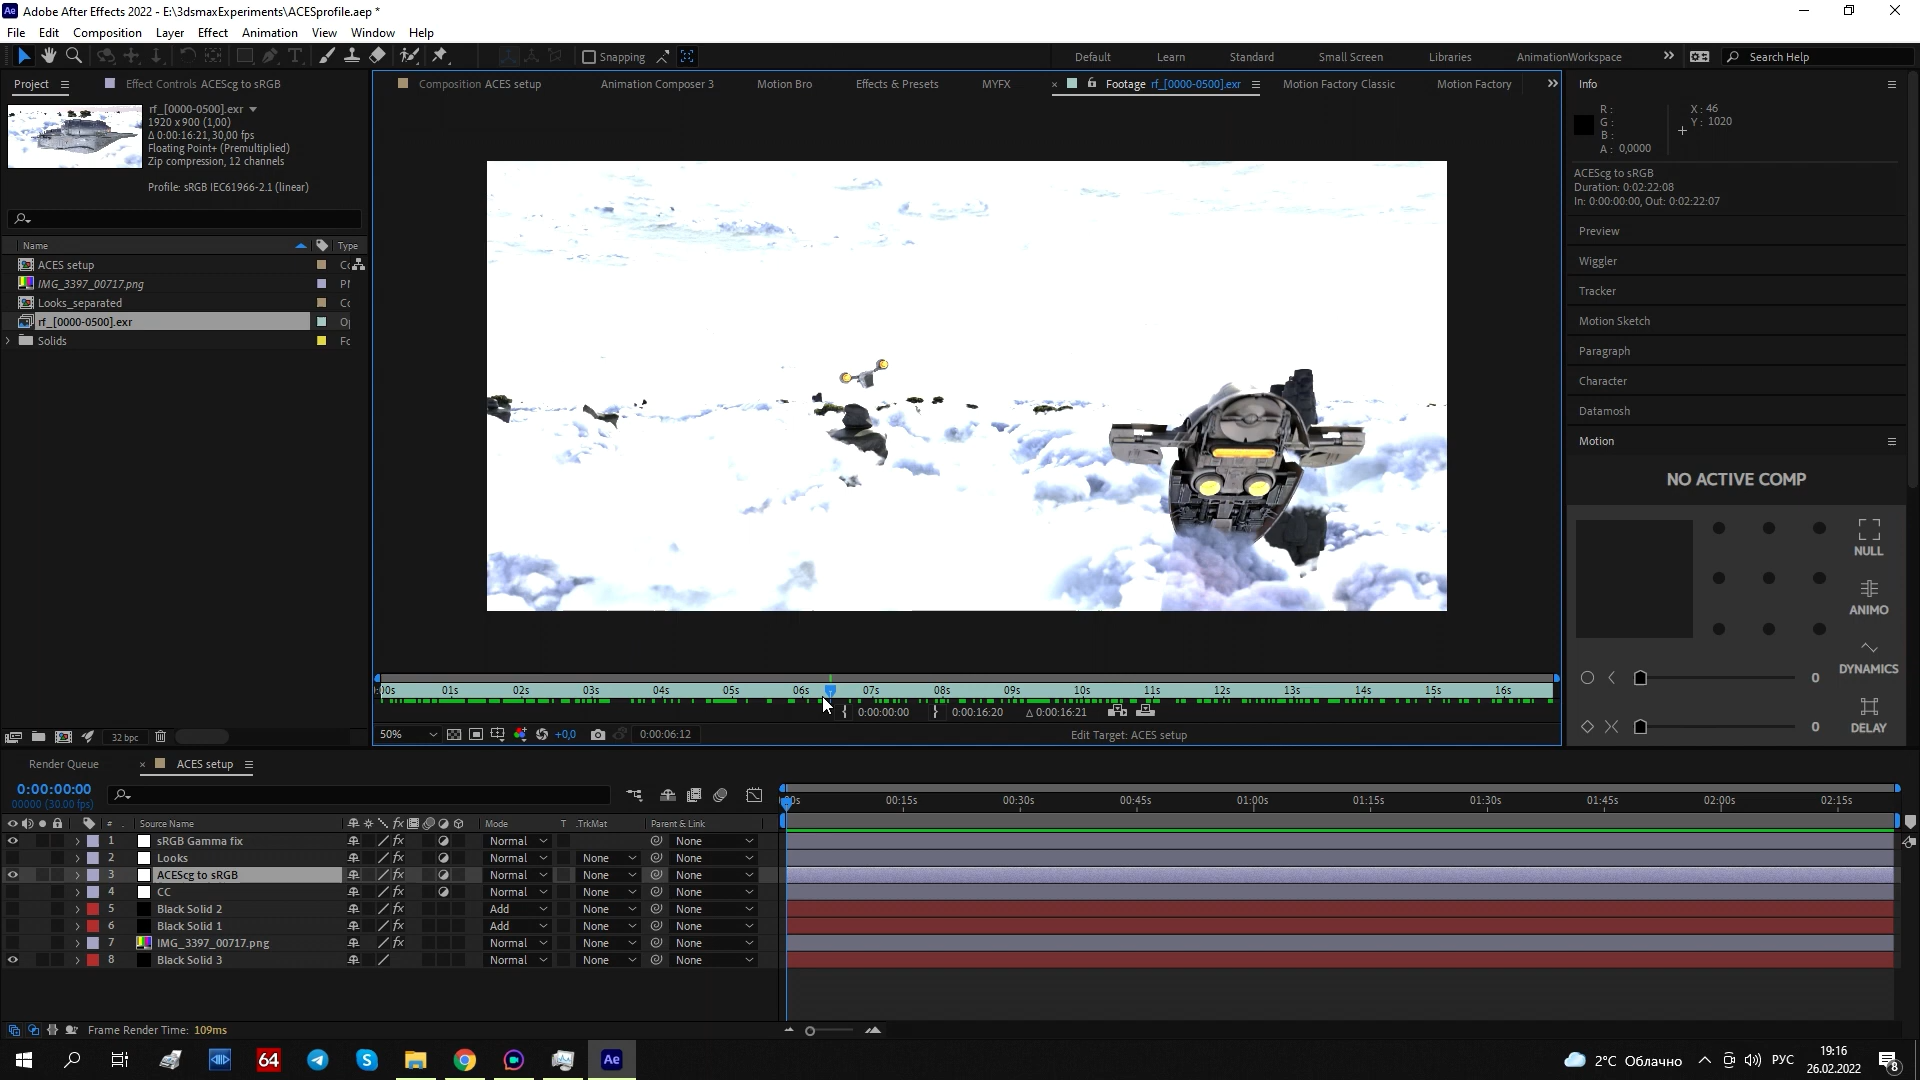 Adobe After Effects 2022 - E:\3dsmaxExperiments\ACESprofile.aep *
File Edit Composition Layer Effect Animation View Window Help
Snapping Default Learn Standard Small Screen Libraries AnimationWorkspace Search Help
Project Effect Controls ACEScg to sRGB Composition ACES setup Animation Composer 3 Motion Bro Effects & Presets MYFX Footage rf_[0000-0500].exr Motion Factory Classic Motion Factory Info
rf_[0000-0500].exr
1920 x 900 (1,00)
Δ 0:00:16:21, 30,00 fps
Floating Point+ (Premultiplied)
Zip compression, 12 channels
Profile: sRGB IEC61966-2.1 (linear)
R :
G :
B :
A : 0,0000
X : 46
Y : 1020
ACEScg to sRGB
Duration: 0:02:22:08
In: 0:00:00:00, Out: 0:02:22:07
Preview
Wiggler
Tracker
Motion Sketch
Paragraph
Character
Datamosh
Motion
NO ACTIVE COMP
NULL
ANIMO
DYNAMICS
DELAY
0
0
Name Type
ACES setup
IMG_3397_00717.png
Looks_separated
rf_[0000-0500].exr
Solids
32 bpc
01s 02s 03s 04s 05s 06s 07s 08s 09s 10s 11s 12s 13s 14s 15s 16s
0:00:00:00 0:00:16:20 Δ 0:00:16:21
50% +0,0 0:00:06:12 Edit Target: ACES setup
Render Queue ACES setup
0:00:00:00
00000 (30.00 fps)
00:15s 00:30s 00:45s 01:00s 01:15s 01:30s 01:45s 02:00s 02:15s
# Source Name fx Mode T .TrkMat Parent & Link
1 sRGB Gamma fix fx Normal None
2 Looks fx Normal None None
3 ACEScg to sRGB fx Normal None None
4 CC fx Normal None None
5 Black Solid 2 fx Add None None
6 Black Solid 1 fx Add None None
7 IMG_3397_00717.png fx Normal None None
8 Black Solid 3 Normal None None
Frame Render Time: 109ms
64 Ae 2°C Облачно РУС 19:16
26.02.2022 8